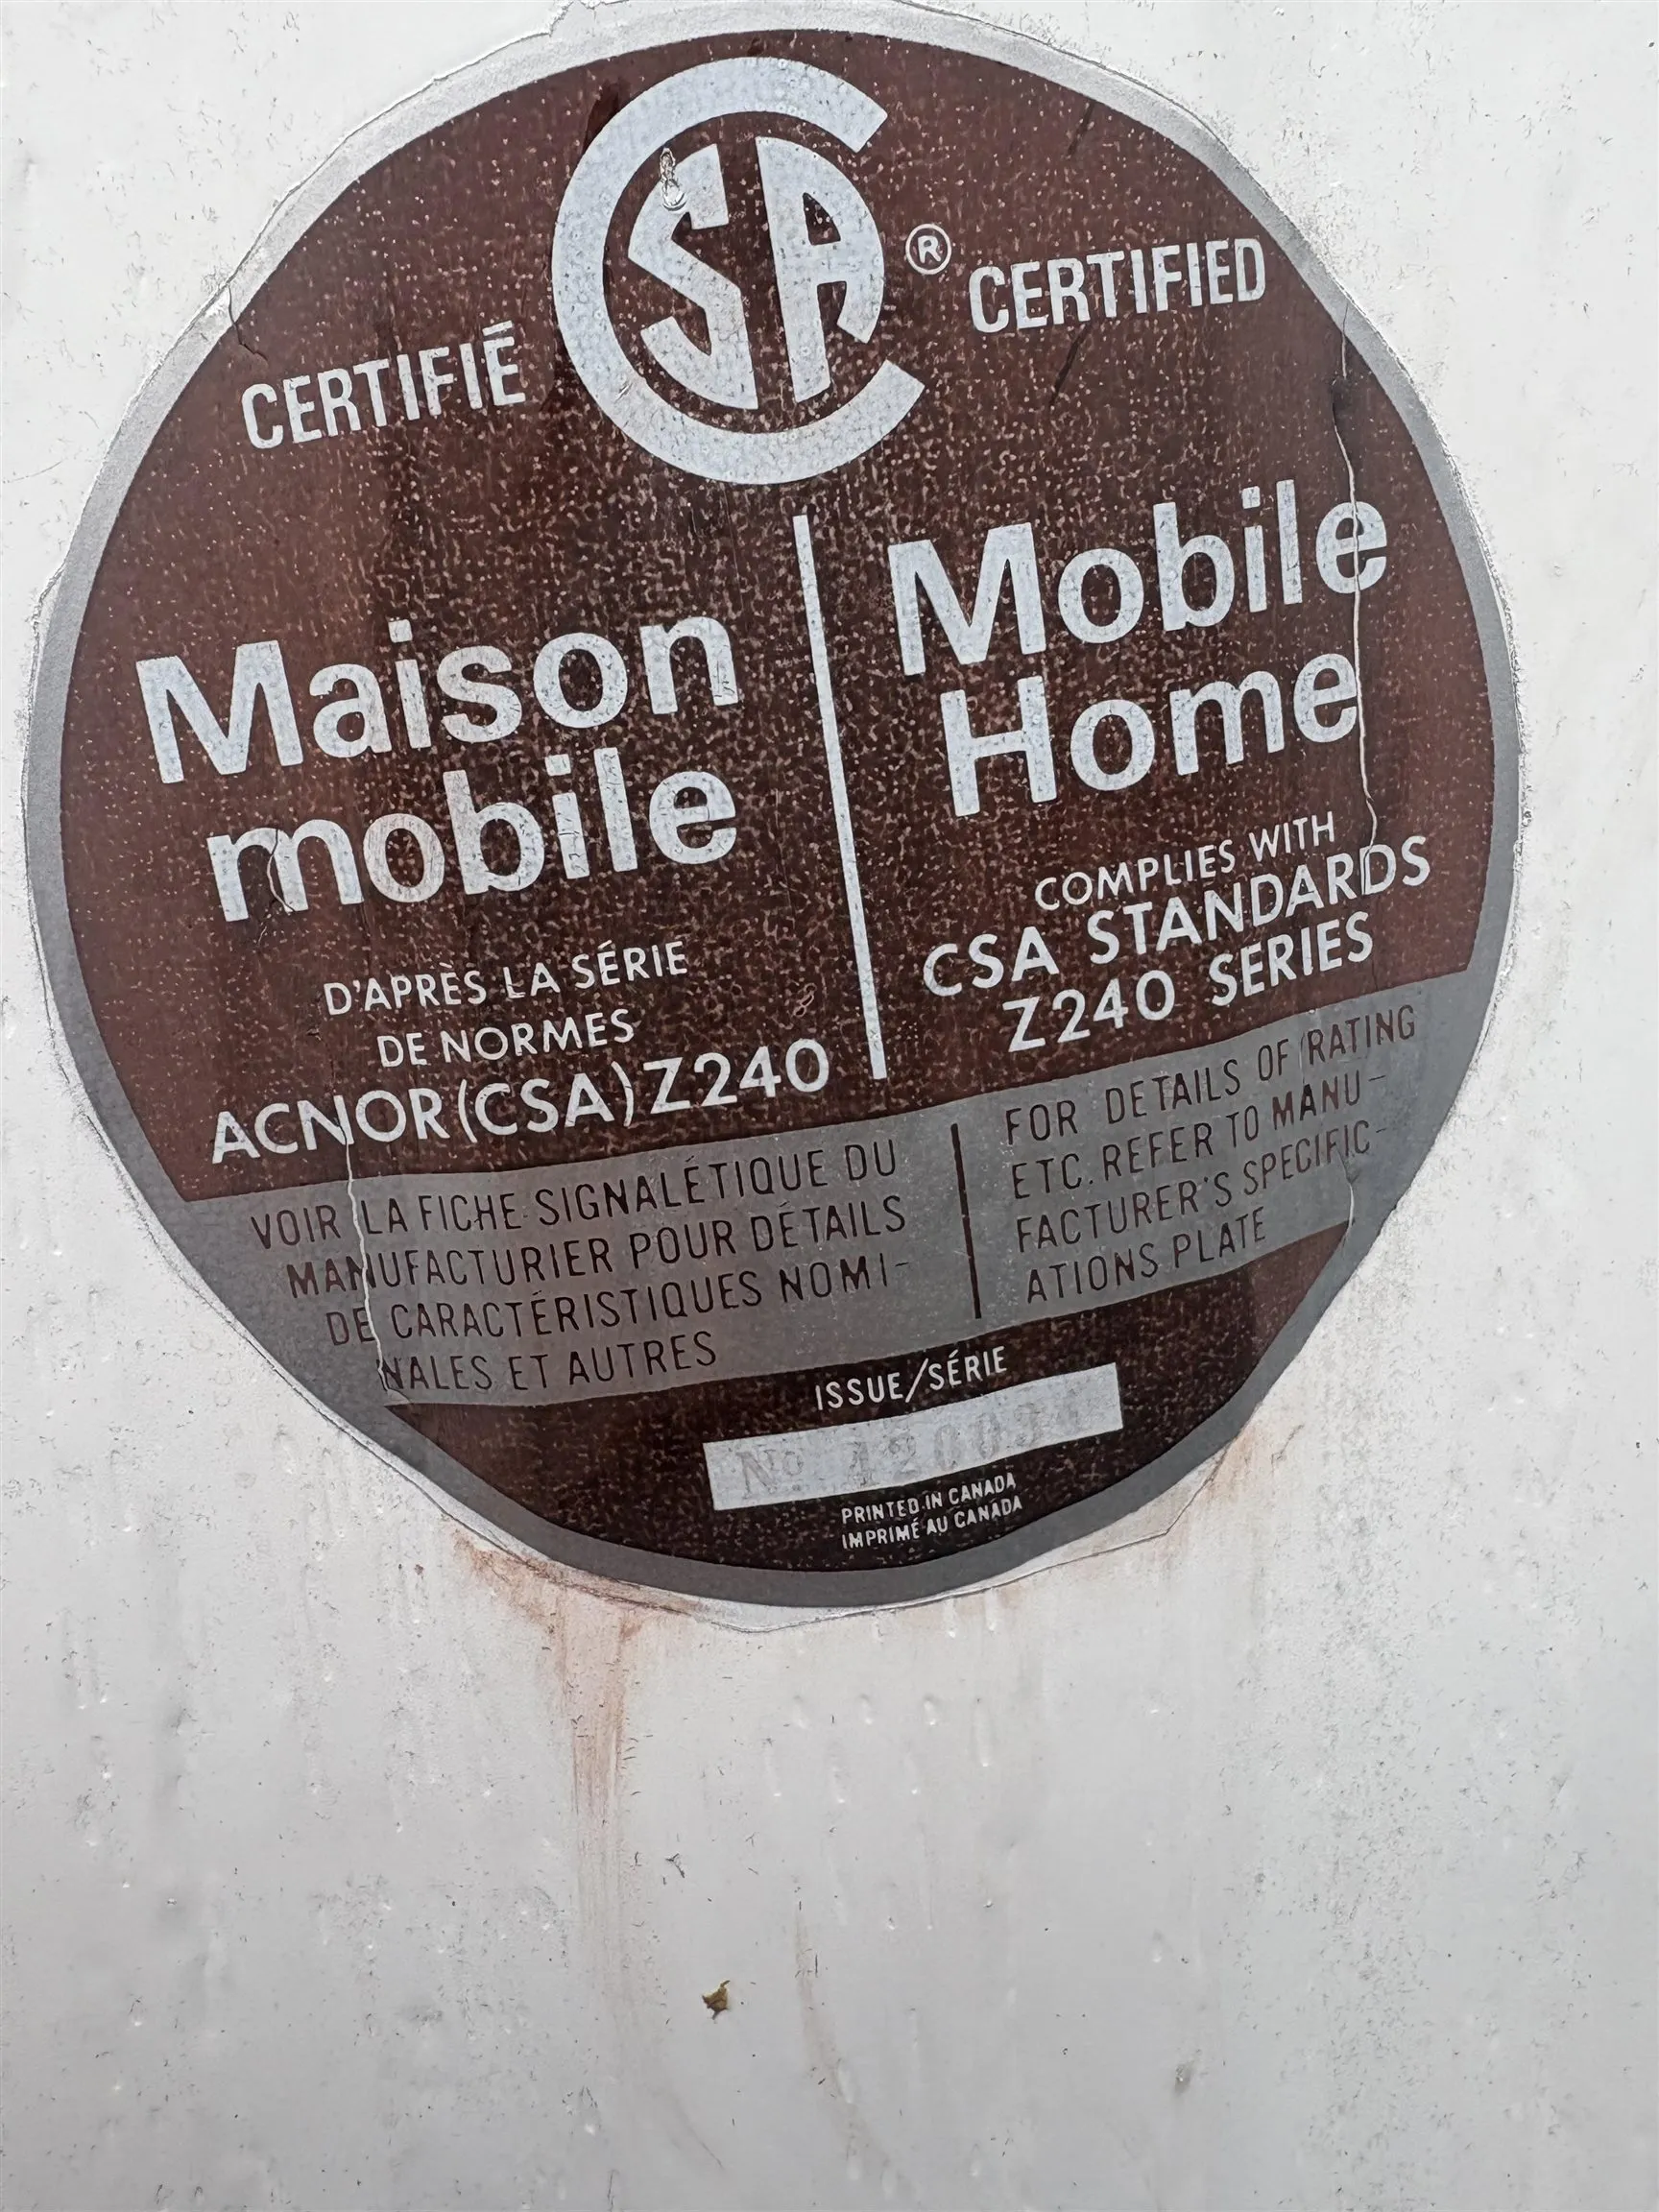 CSA ®
CERTIFIÉ
CERTIFIED
Maison
mobile
D'APRÈS LA SÉRIE
DE NORMES
ACNOR (CSA) Z240
Mobile
Home
COMPLIES WITH
CSA STANDARDS
Z240 SERIES
VOIR LA FICHE SIGNALÉTIQUE DU
MANUFACTURIER POUR DÉTAILS
DE CARACTÉRISTIQUES NOMI-
NALES ET AUTRES
FOR DETAILS OF RATING
ETC. REFER TO MANU-
FACTURER'S SPECIFIC-
ATIONS PLATE
ISSUE/SÉRIE
Nº
PRINTED IN CANADA
IMPRIMÉ AU CANADA